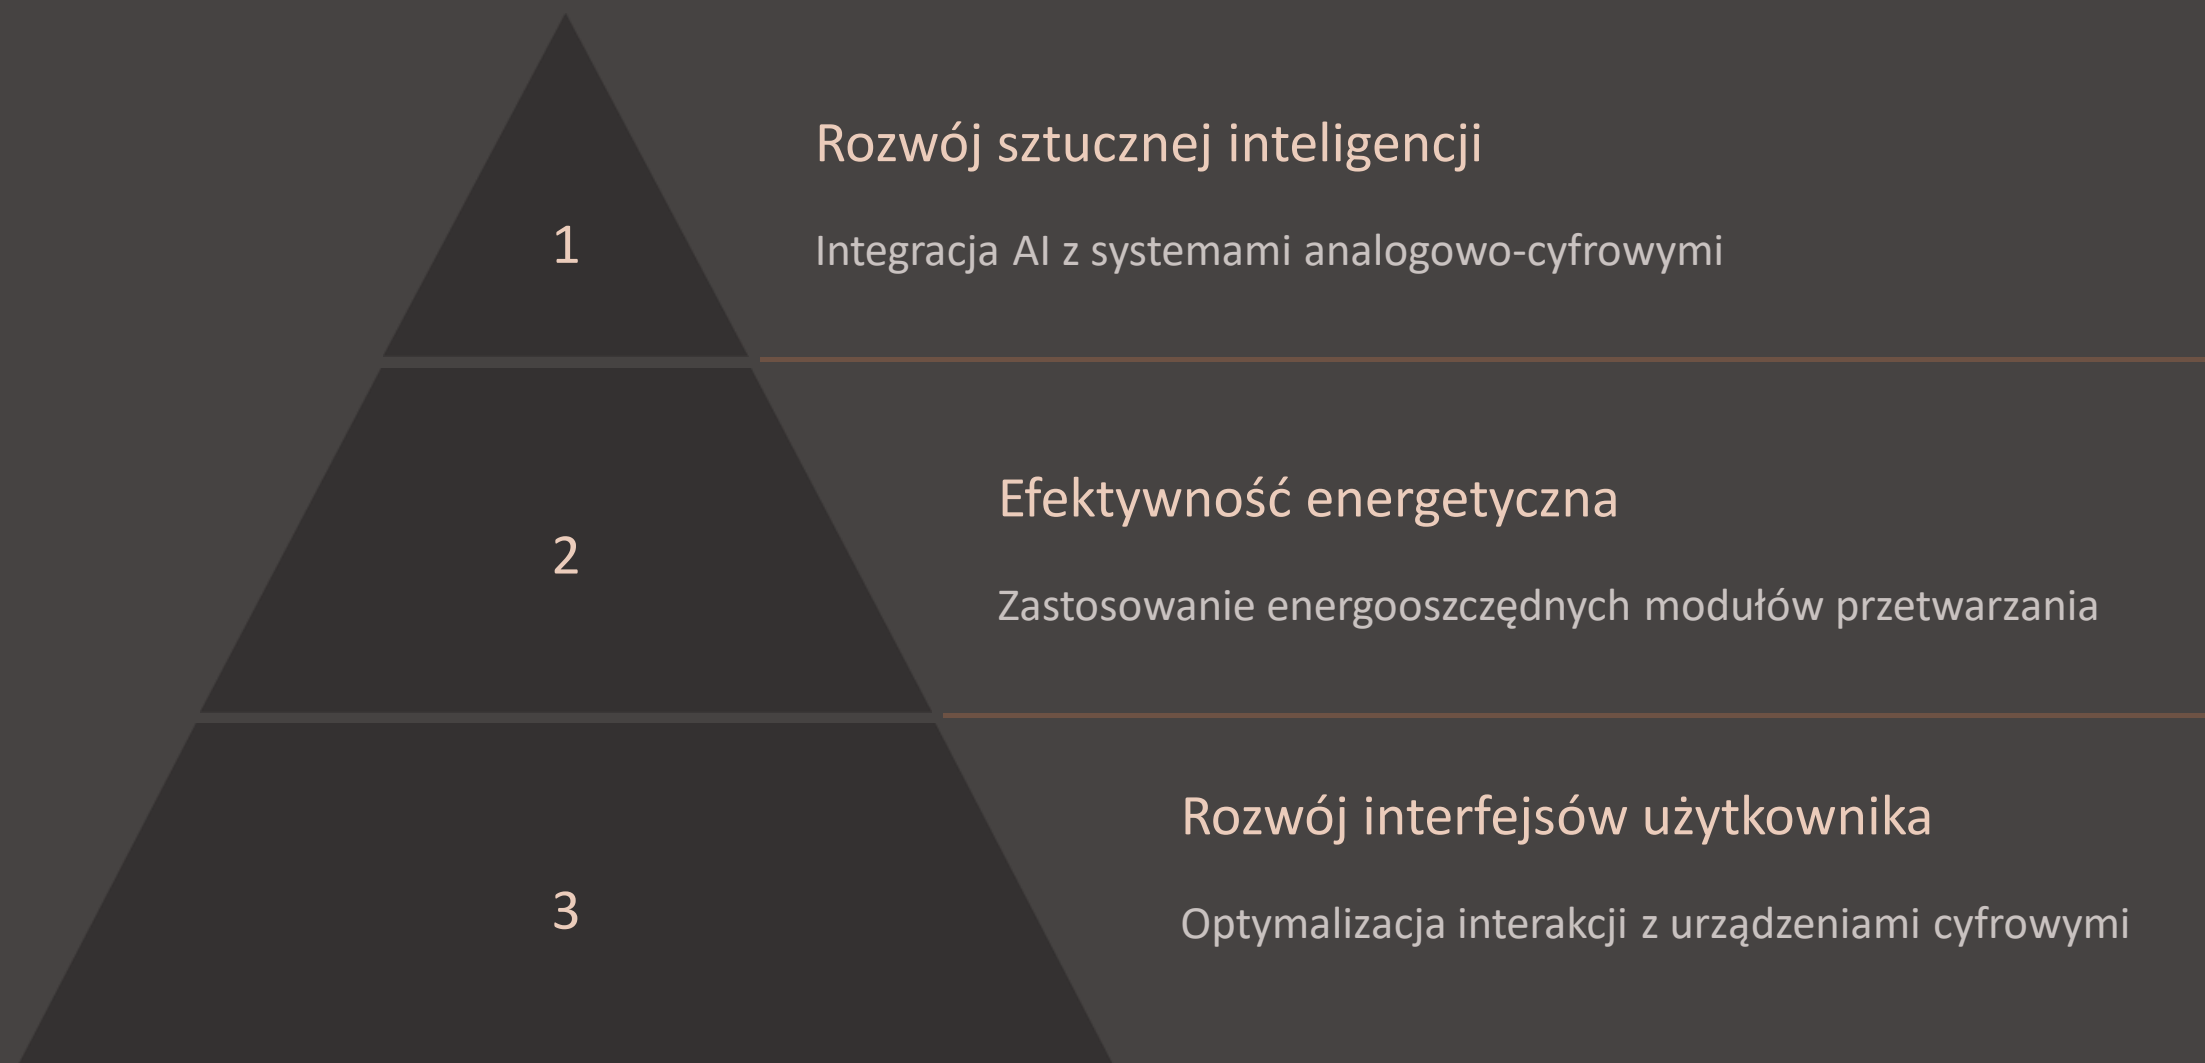 Rozwój sztucznej inteligencji
1
Integracja AI z systemami analogowo-cyfrowymi
Efektywność energetyczna
2
Zastosowanie energooszczędnych modułów przetwarzania
Rozwój interfejsów użytkownika
3
Optymalizacja interakcji z urządzeniami cyfrowymi